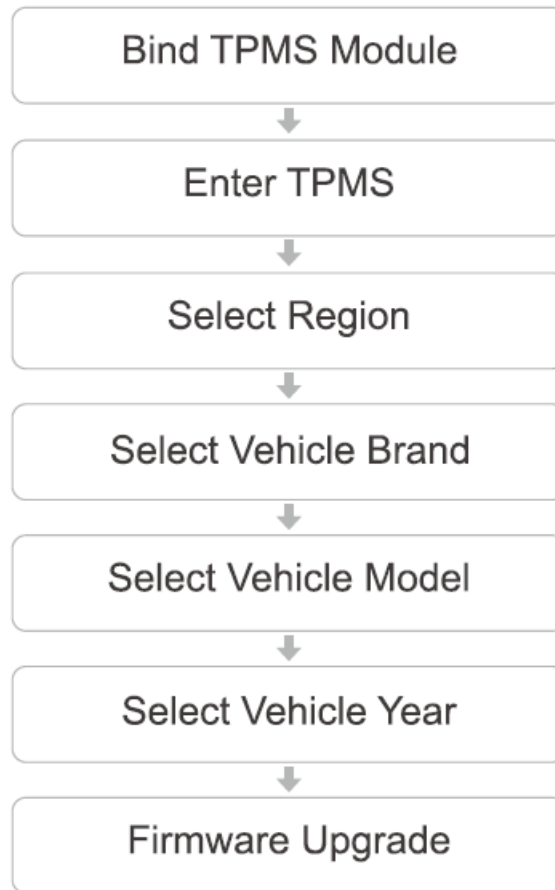 Bind TPMS Module
Enter TPMS
Select Region
Select Vehicle Brand
Select Vehicle Model
Select Vehicle Year
Firmware Upgrade